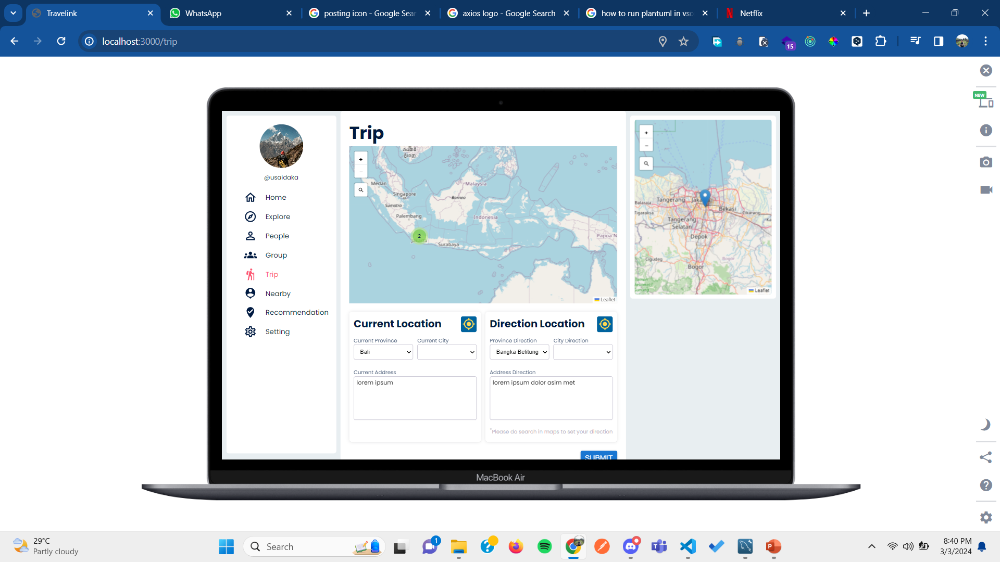 Travelink
WhatsApp
posting icon - Google Sear
axios logo - Google Search
how to run plantuml in vsc
Netflix
localhost:3000/trip
15
NEW
@usaidaka
Home
Explore
People
Group
Trip
Nearby
Recommendation
Setting
Trip
+
−
Medan
Malaysia
Singapore
Borneo
Sumatra
Palembang
Indonesia
2
Jakarta
Surabaya
Papua N
Leaflet
Current Location
Current Province
Current City
Bali
Current Address
lorem ipsum
Direction Location
Province Direction
City Direction
Bangka Belitung
Address Direction
lorem ipsum dolor asim met
*Please do search in maps to set your direction
SUBMIT
+
−
Balaraja
Tangerang
Jakarta
Bekasi
Cikarang
Tigaraksa
Tangerang
Selatan
Depok
Cigudeg
Bogor
Bogor
Leaflet
MacBook Air
29°C
Partly cloudy
Search
1
8:40 PM
3/3/2024